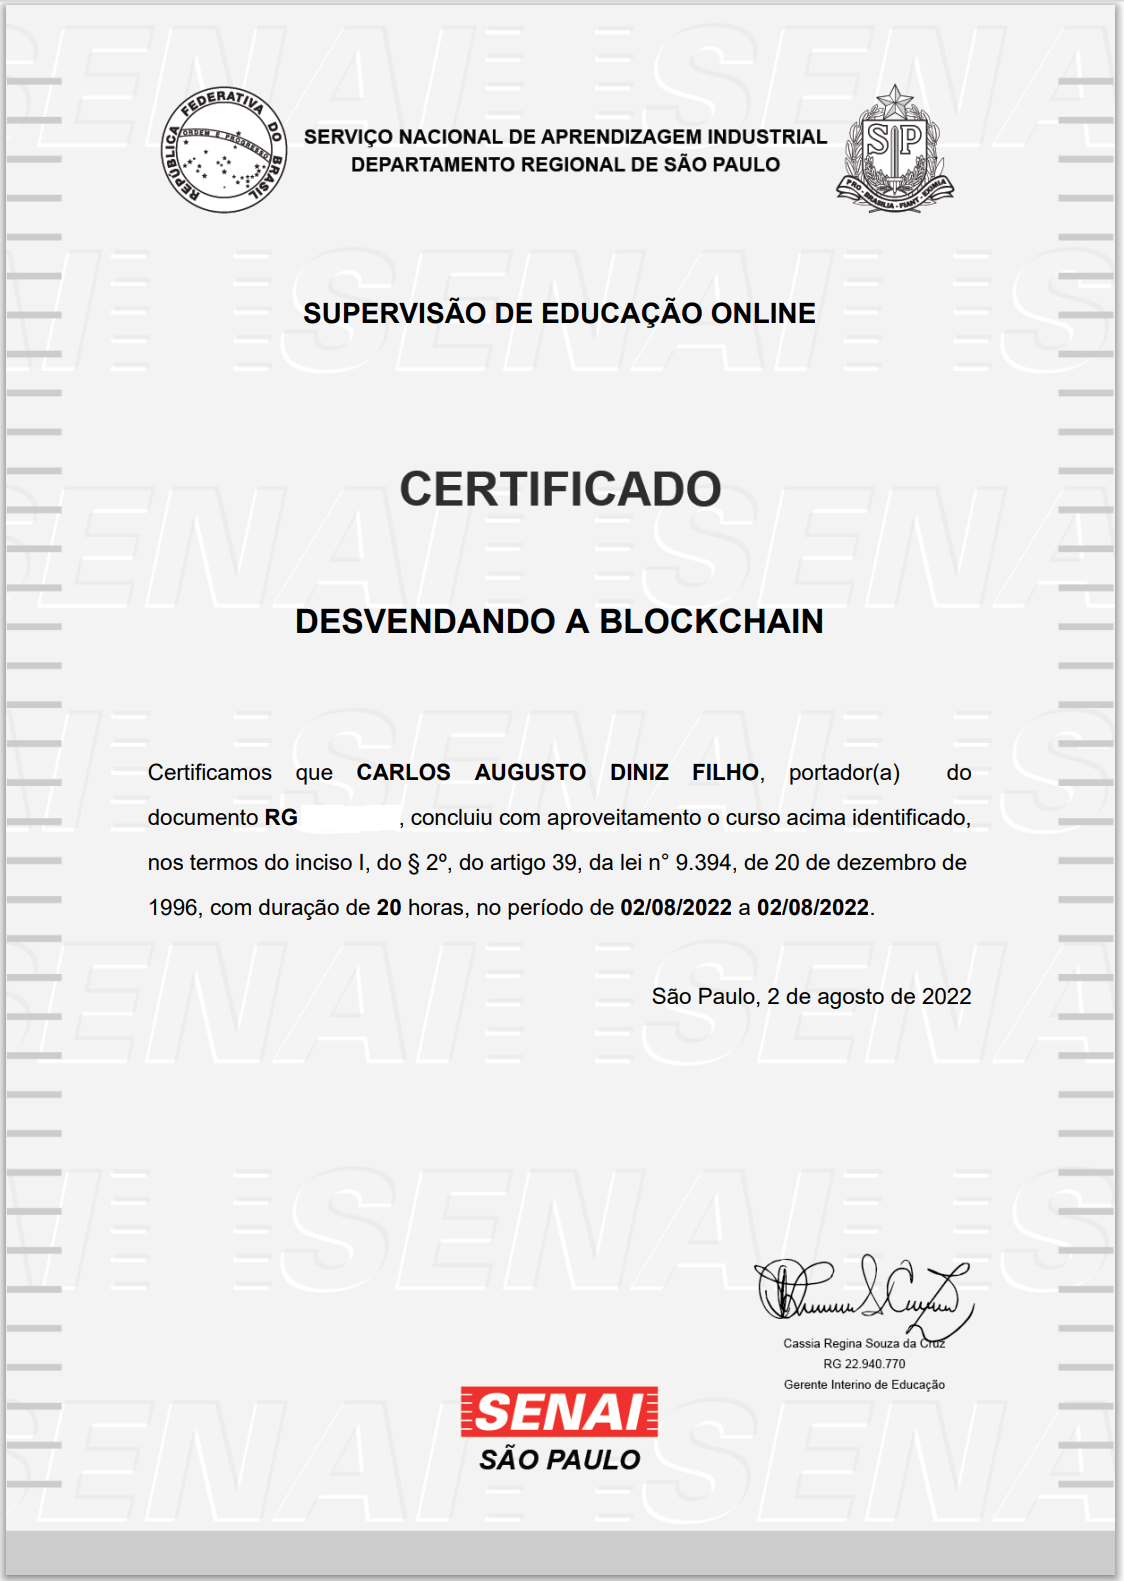 REPÚBLICA FEDERATIVA DO BRASIL
ORDEM E PROGRESSO
SERVIÇO NACIONAL DE APRENDIZAGEM INDUSTRIAL
DEPARTAMENTO REGIONAL DE SÃO PAULO
SP
PRO · BRASILIA · FIANT · EXIMIA
SUPERVISÃO DE EDUCAÇÃO ONLINE
CERTIFICADO
DESVENDANDO A BLOCKCHAIN
Certificamos que CARLOS AUGUSTO DINIZ FILHO, portador(a) do
documento RG , concluiu com aproveitamento o curso acima identificado,
nos termos do inciso I, do § 2º, do artigo 39, da lei n° 9.394, de 20 de dezembro de
1996, com duração de 20 horas, no período de 02/08/2022 a 02/08/2022.
São Paulo, 2 de agosto de 2022
Cassia Regina Souza da Cruz
RG 22.940.770
Gerente Interino de Educação
SENAI
SÃO PAULO